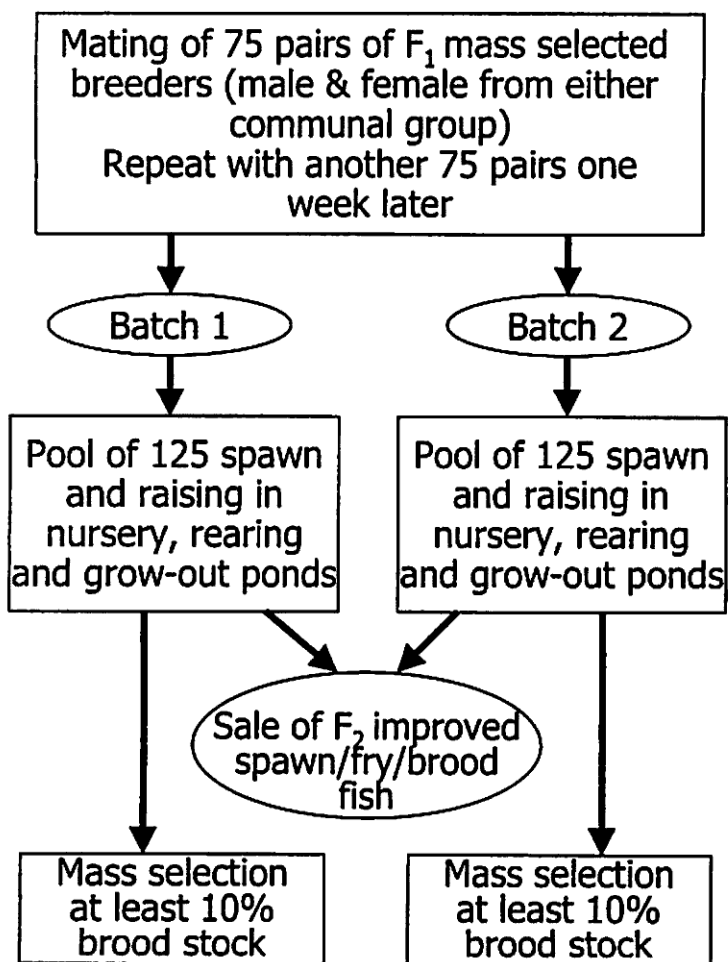 Mating of 75 pairs of F₁ mass selected
breeders (male & female from either
communal group)
Repeat with another 75 pairs one
week later
Batch 1
Batch 2
Pool of 125 spawn
and raising in
nursery, rearing
and grow-out ponds
Pool of 125 spawn
and raising in
nursery, rearing
and grow-out ponds
Sale of F₂ improved
spawn/fry/brood
fish
Mass selection
at least 10%
brood stock
Mass selection
at least 10%
brood stock